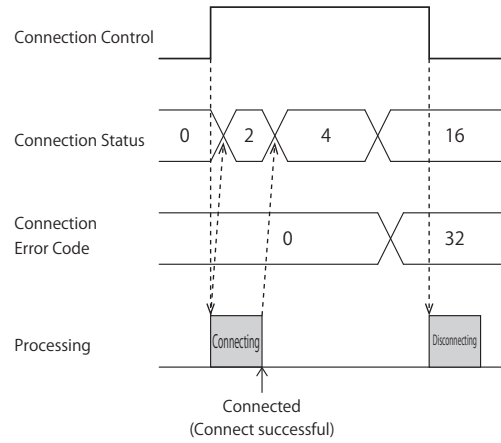 Connection Control
Connection Status
0
2
4
16
Connection
Error Code
0
32
Processing
Connecting
Disconnecting
Connected
(Connect successful)